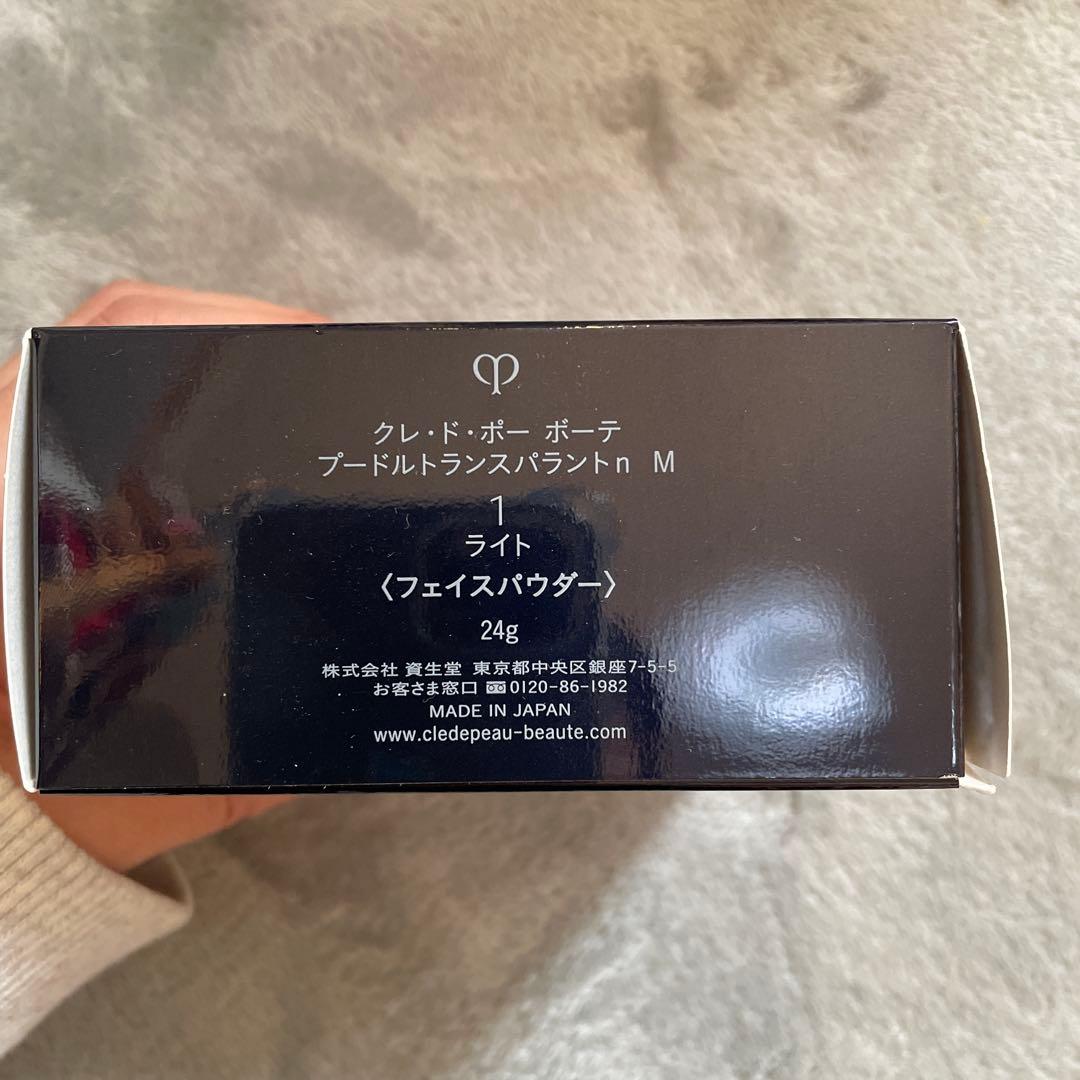 クレ・ド・ポー ボーテ
プードルトランスパラントn M
1
ライト
〈フェイスパウダー〉
24g
株式会社 資生堂 東京都中央区銀座7-5-5
お客さま窓口 0120-86-1982
MADE IN JAPAN
www.cledepeau-beaute.com